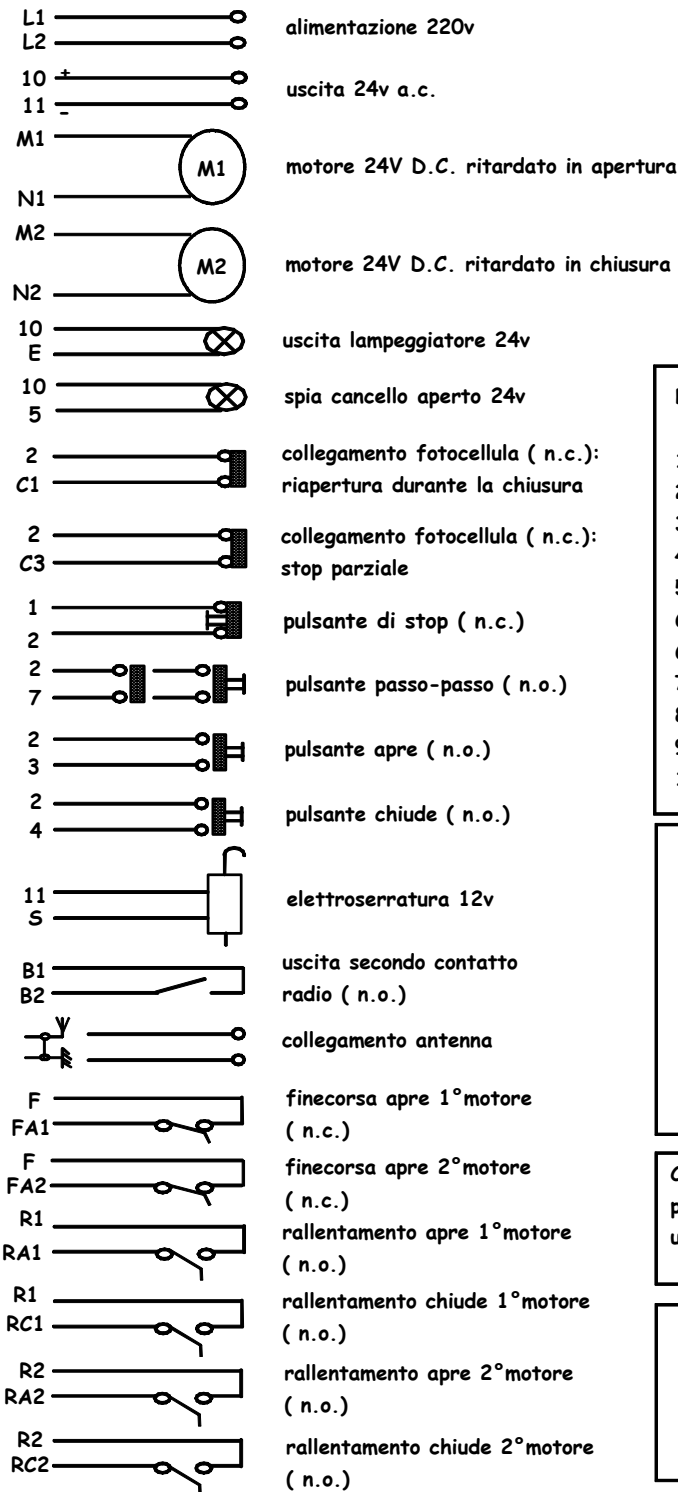 L1
L2
alimentazione 220v
10 +
11 -
uscita 24v a.c.
M1
N1
M1
motore 24V D.C. ritardato in apertura
M2
N2
M2
motore 24V D.C. ritardato in chiusura
10
E
uscita lampeggiatore 24v
10
5
spia cancello aperto 24v
2
C1
collegamento fotocellula ( n.c.):
riapertura durante la chiusura
2
C3
collegamento fotocellula ( n.c.):
stop parziale
1
2
pulsante di stop ( n.c.)
2
7
pulsante passo-passo ( n.o.)
2
3
pulsante apre ( n.o.)
2
4
pulsante chiude ( n.o.)
11
S
elettroserratura 12v
B1
B2
uscita secondo contatto
radio ( n.o.)
collegamento antenna
F
FA1
finecorsa apre 1°motore
( n.c.)
F
FA2
finecorsa apre 2°motore
( n.c.)
R1
RA1
rallentamento apre 1°motore
( n.o.)
R1
RC1
rallentamento chiude 1°motore
( n.o.)
R2
RA2
rallentamento apre 2°motore
( n.o.)
R2
RC2
rallentamento chiude 2°motore
( n.o.)